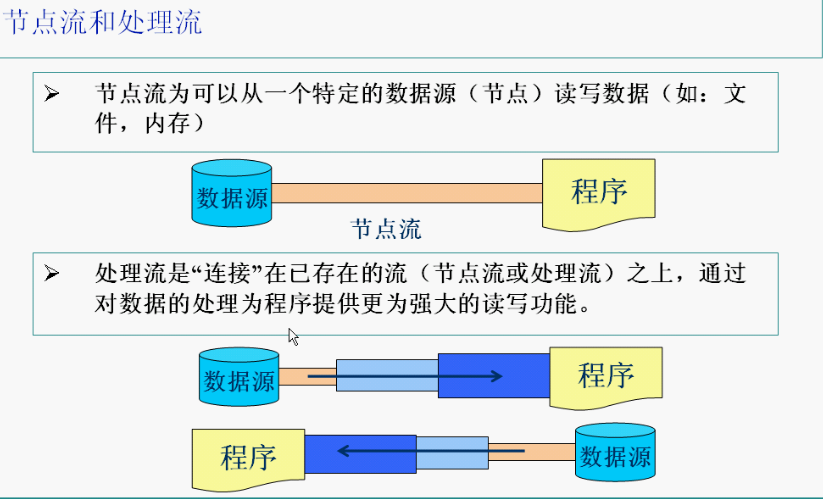 节点流和处理流
节点流为可以从一个特定的数据源（节点）读写数据（如：文
件，内存）
数据源
程序
节点流
处理流是“连接”在已存在的流（节点流或处理流）之上，通过
对数据的处理为程序提供更为强大的读写功能。
数据源
程序
程序
数据源